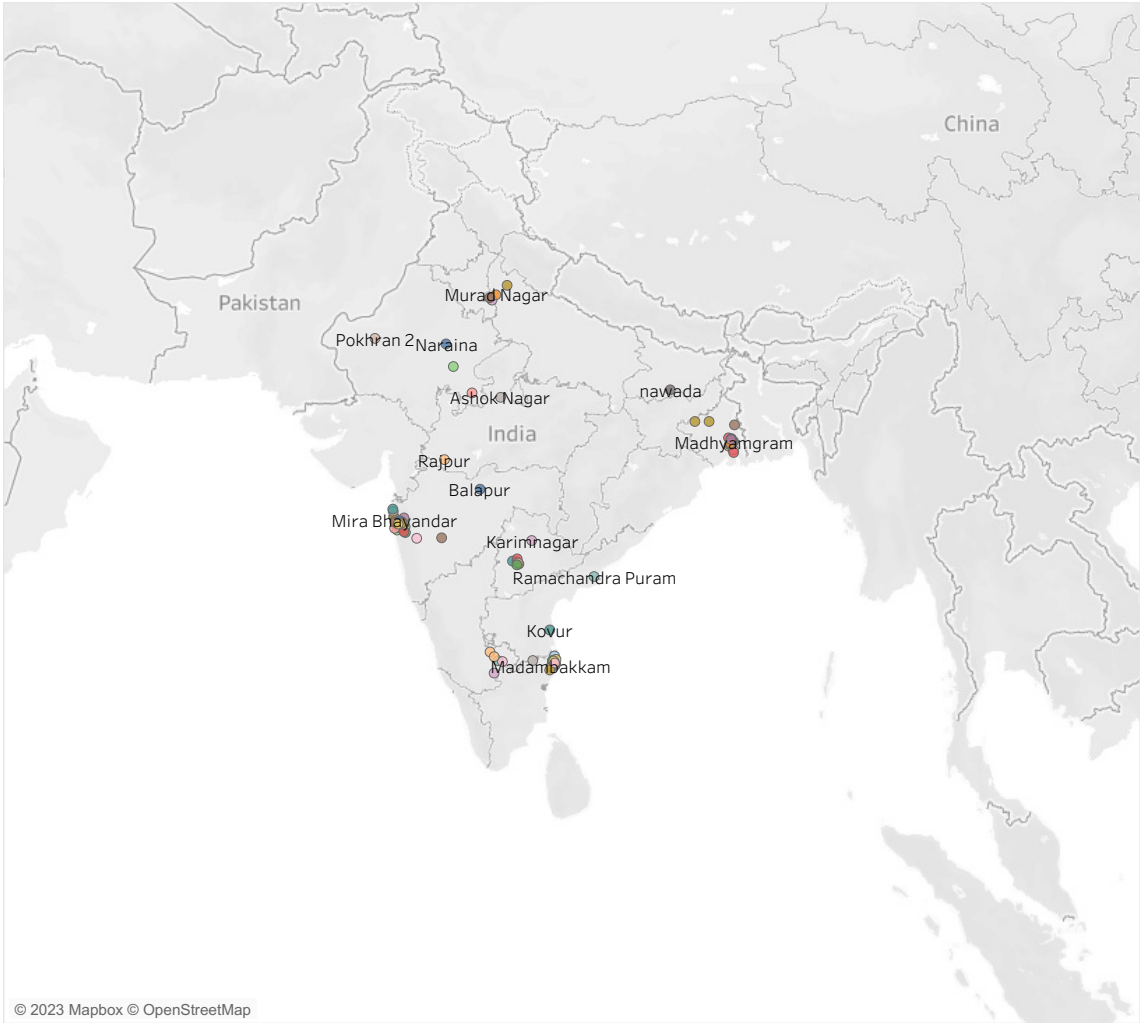 China
Murad Nagar
Pakistan
Pokhran 2
Naraina
nawada
Ashok Nagar
India
Madhyamgram
Rajpur
Balapur
Mira Bhayandar
Karimnagar
Ramachandra Puram
Kovur
Madambakkam
© 2023 Mapbox © OpenStreetMap